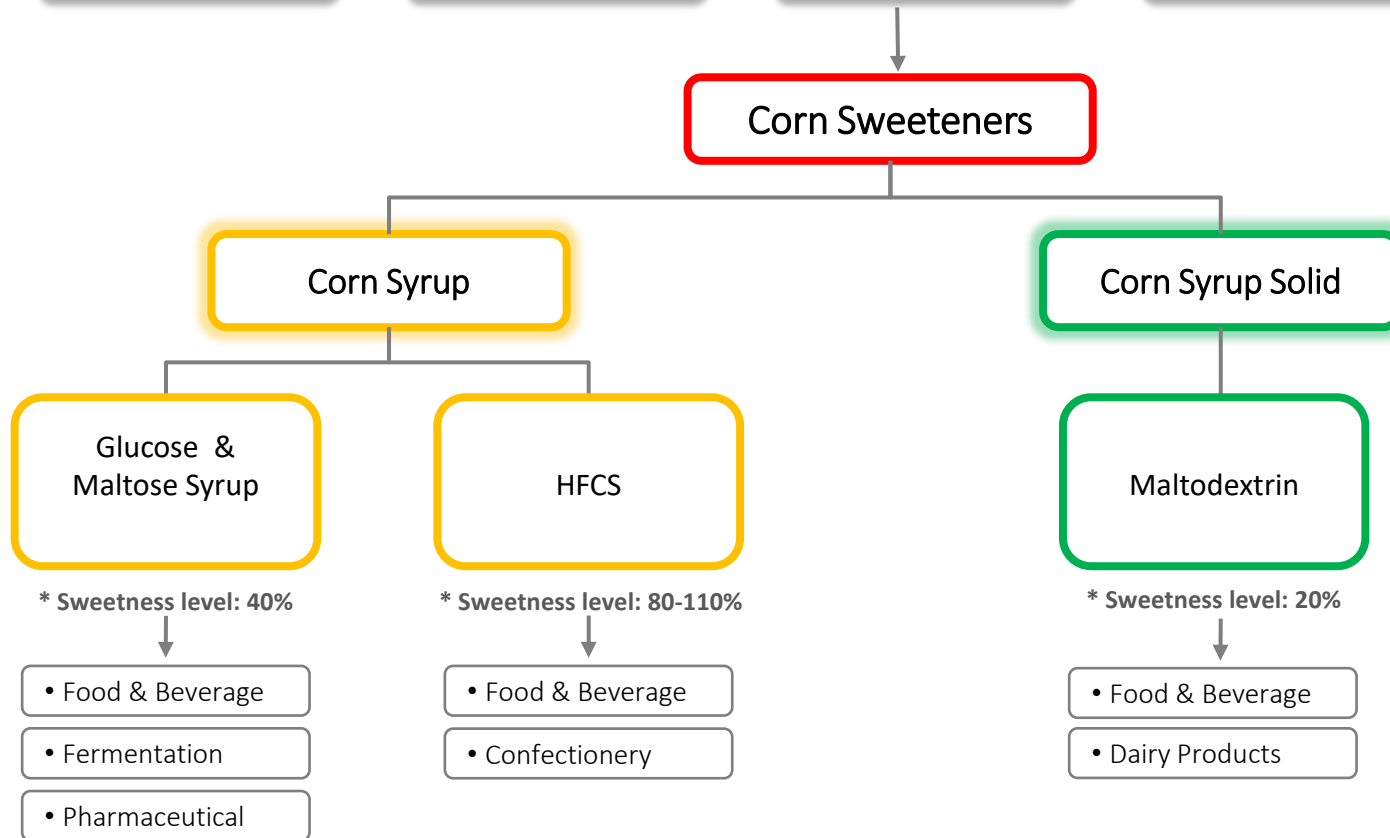 Corn Sweeteners
Corn Syrup
Corn Syrup Solid
Glucose &
Maltose Syrup
HFCS
Maltodextrin
* Sweetness level: 40%
* Sweetness level: 80-110%
* Sweetness level: 20%
• Food & Beverage
• Food & Beverage
• Food & Beverage
• Fermentation
• Confectionery
• Dairy Products
• Pharmaceutical